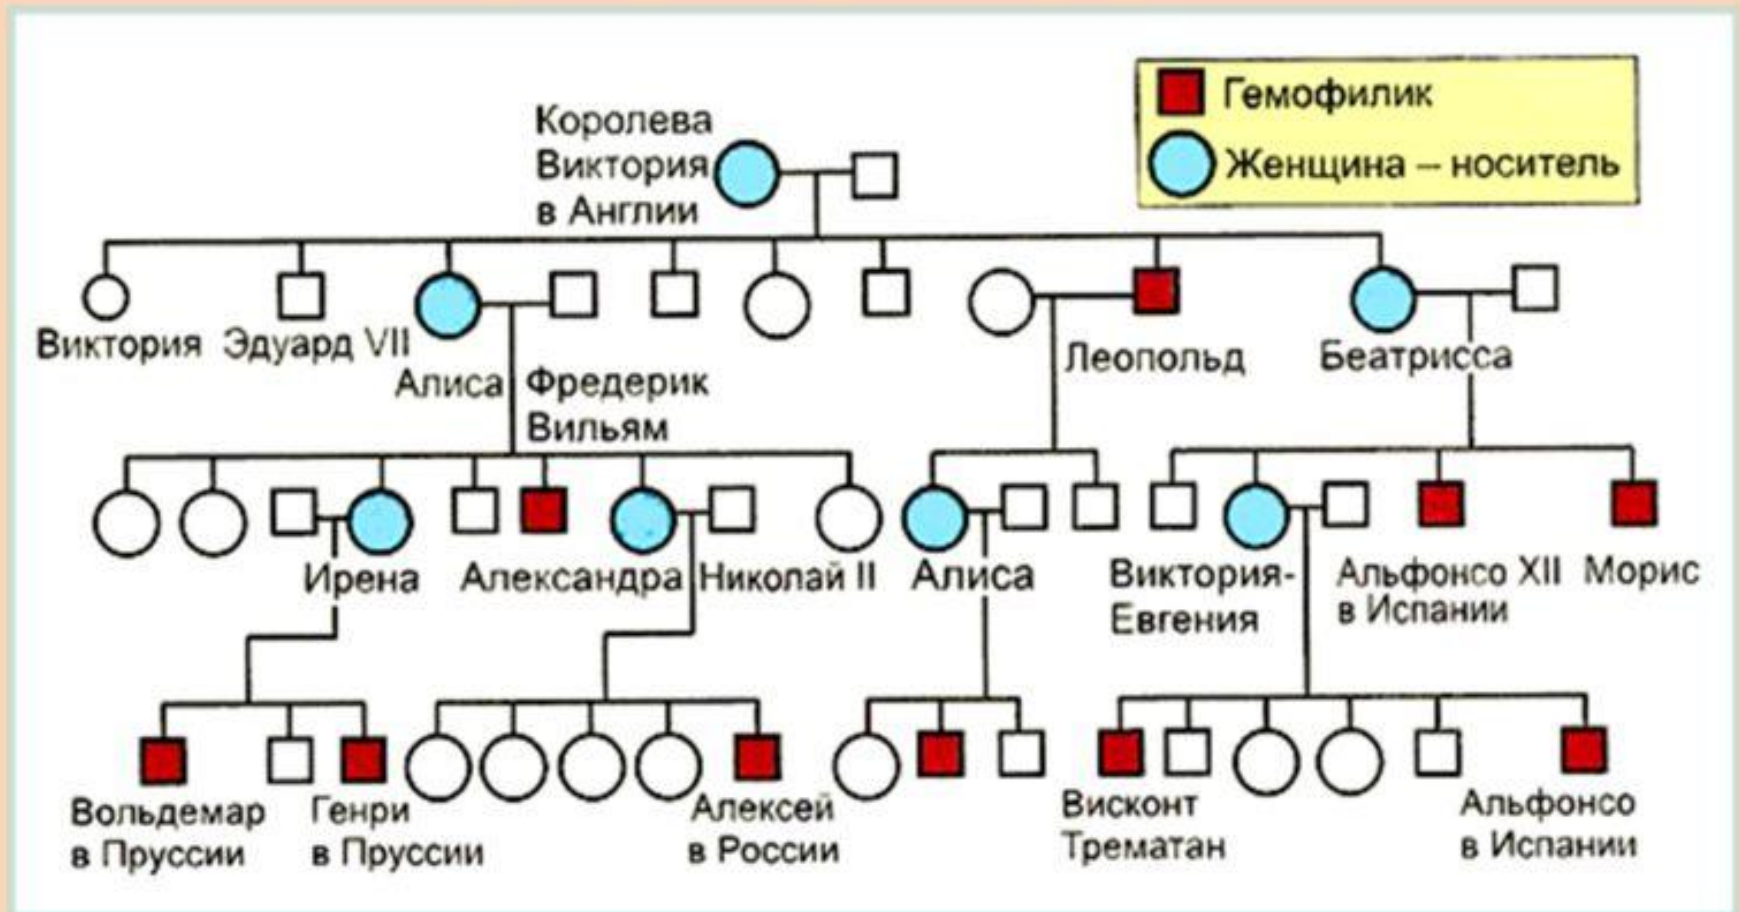 Гемофилик
Женщина – носитель
Королева
Виктория
в Англии
Виктория
Эдуард VII
Алиса
Фредерик
Вильям
Леопольд
Беатрисса
Ирена
Александра
Николай II
Алиса
Виктория-
Евгения
Альфонсо XII
в Испании
Морис
Вольдемар
в Пруссии
Генри
в Пруссии
Алексей
в России
Висконт
Трематан
Альфонсо
в Испании